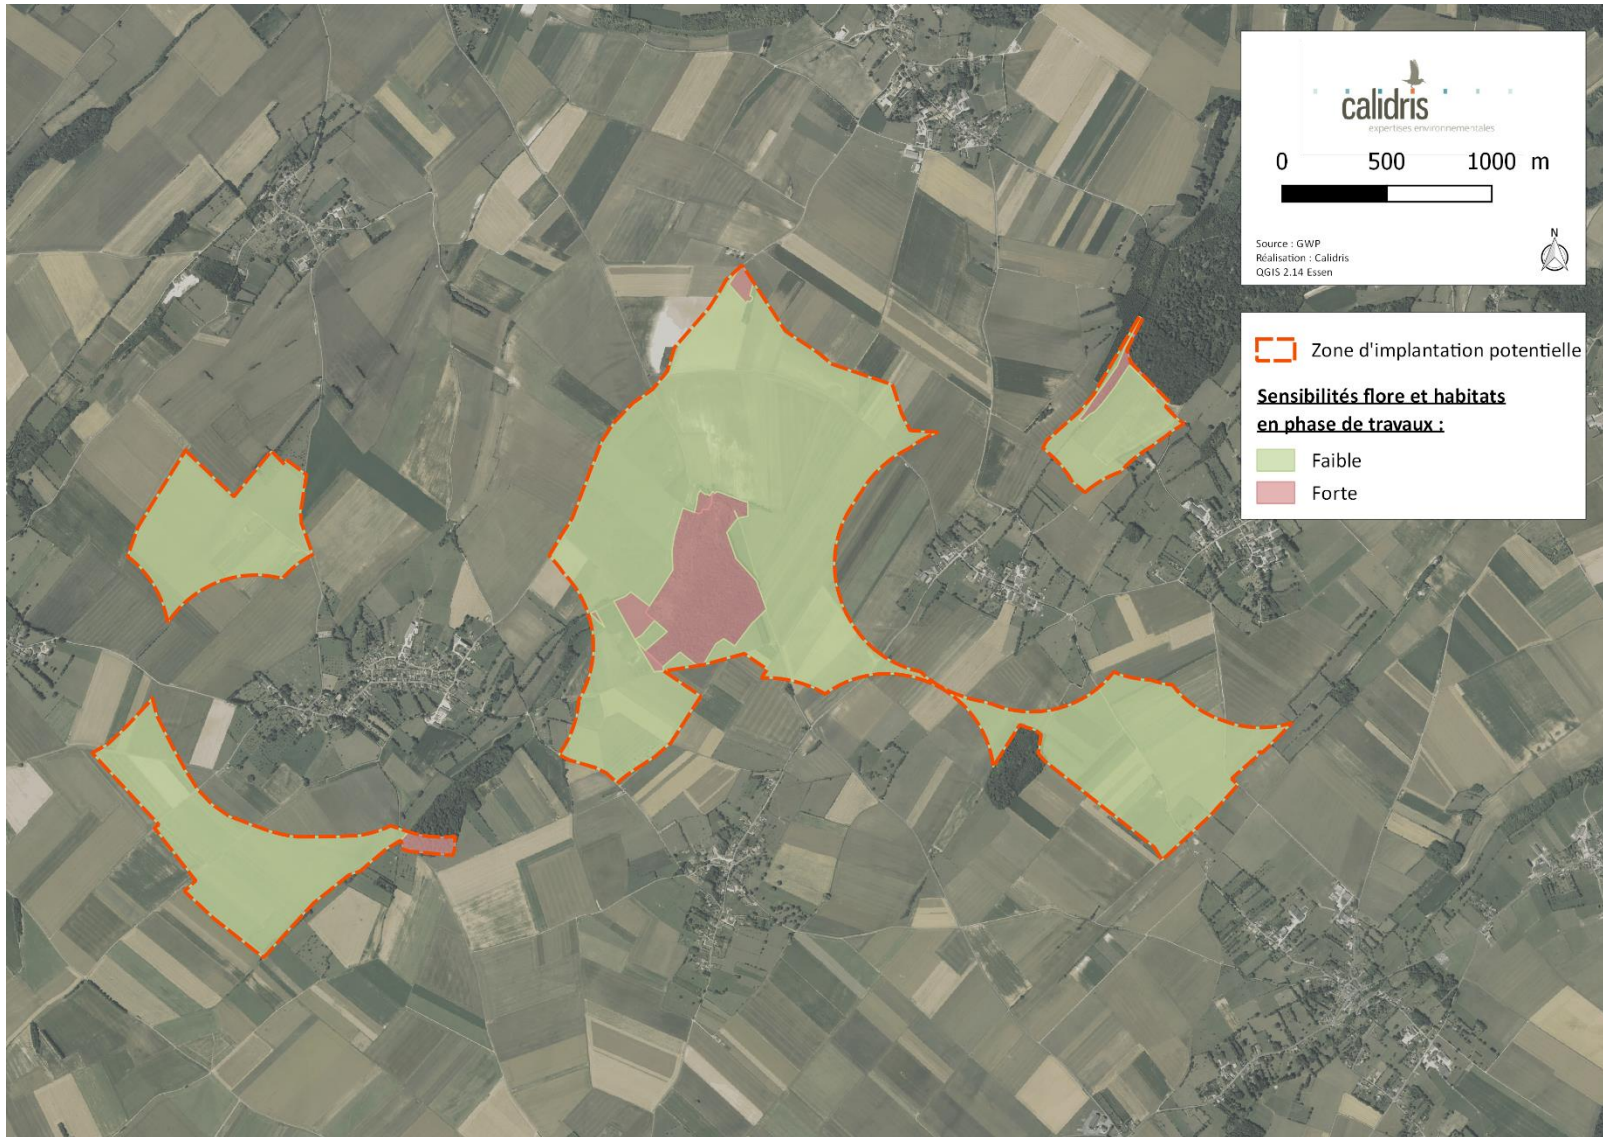 calidris
expertises environnementales
0 500 1000 m
Source : GWP
Réalisation : Calidris
QGIS 2.14 Essen
N
Zone d'implantation potentielle
Sensibilités flore et habitats
en phase de travaux :
Faible
Forte